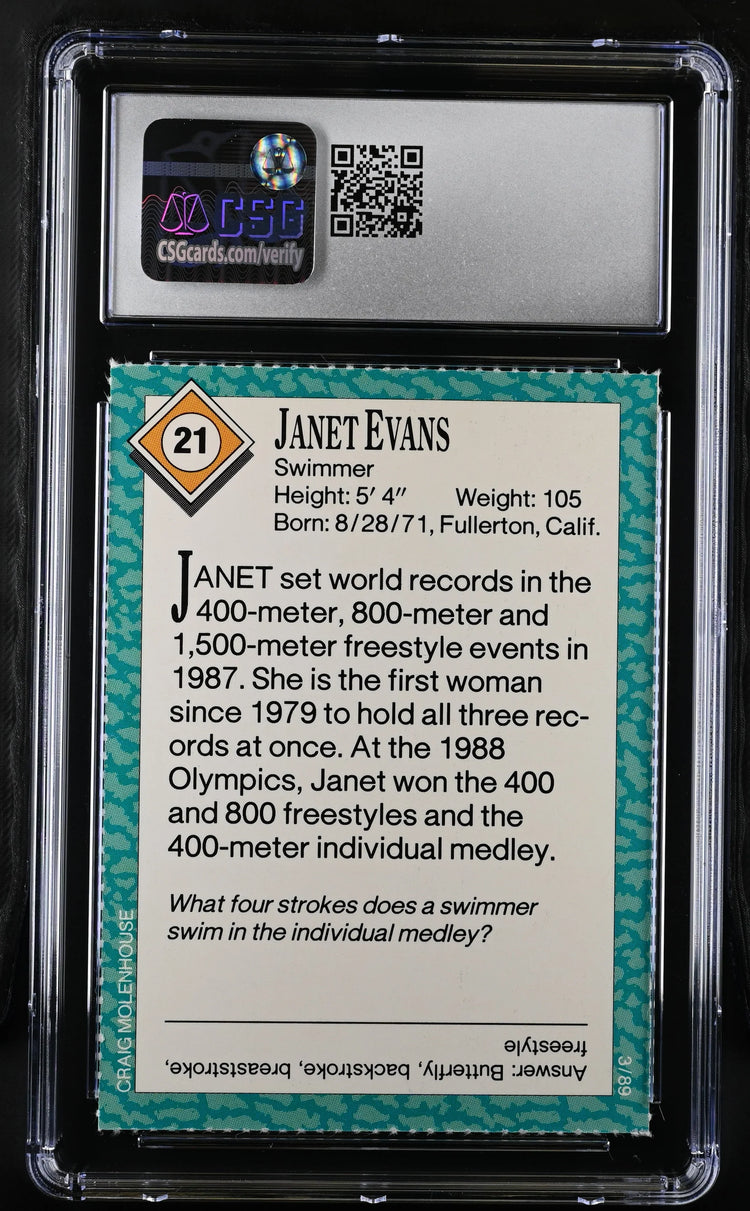 CSG
CSGcards.com/verify
21
JANET EVANS
Swimmer
Height: 5′ 4″ Weight: 105
Born: 8/28/71, Fullerton, Calif.
JANET set world records in the
400-meter, 800-meter and
1,500-meter freestyle events in
1987. She is the first woman
since 1979 to hold all three rec-
ords at once. At the 1988
Olympics, Janet won the 400
and 800 freestyles and the
400-meter individual medley.
What four strokes does a swimmer
swim in the individual medley?
Answer: Butterfly, backstroke, breaststroke,
freestyle
CRAIG MOLENHOUSE
3/89